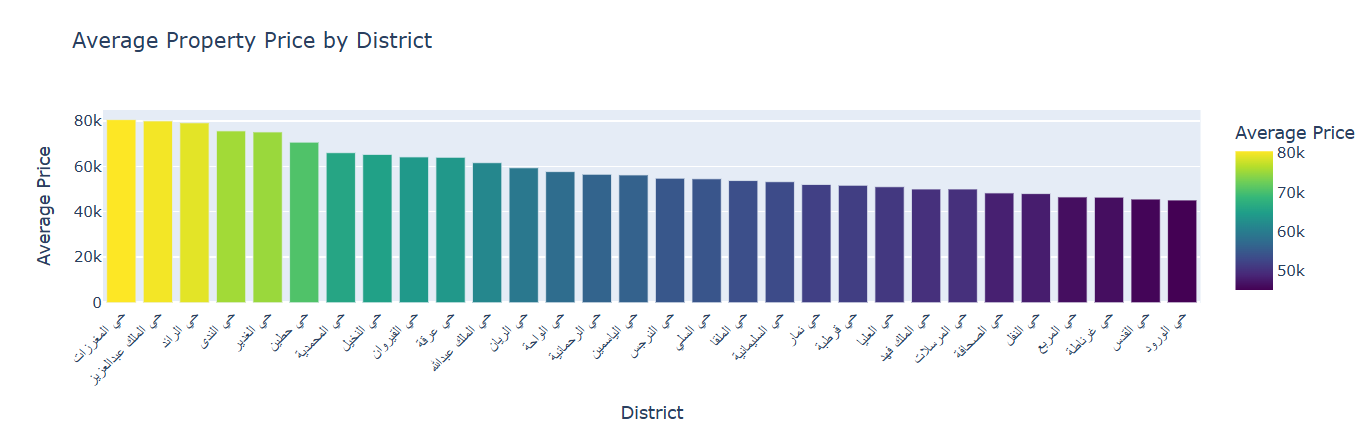 Average Property Price by District
Average Price
80k
60k
40k
20k
0
حي المغرزات
حي الملك عبدالعزيز
حي الرائد
حي الندى
حي الغدير
حي حطين
حي المحمدية
حي النخيل
حي القيروان
حي عرقة
حي الملك عبدالله
حي الريان
حي الواحة
حي الرحمانية
حي الياسمين
حي النرجس
حي السلي
حي الملقا
حي السليمانية
حي نمار
حي قرطبة
حي العليا
حي الملك فهد
حي المرسلات
حي الصحافة
حي النفل
حي المربع
حي غرناطة
حي القدس
حي الورود
District
Average Price
80k
70k
60k
50k